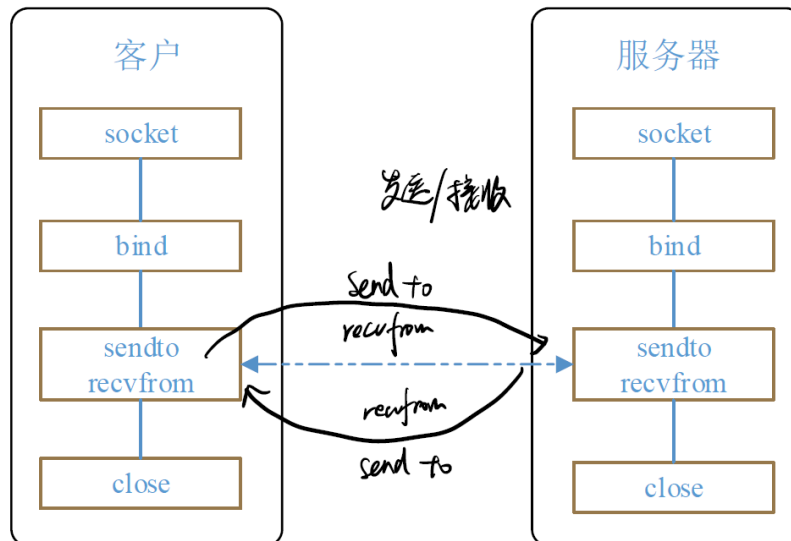 客户
socket
bind
sendto
recvfrom
close
发送/接收
send to
recvfrom
recvfrom
send to
服务器
socket
bind
sendto
recvfrom
close